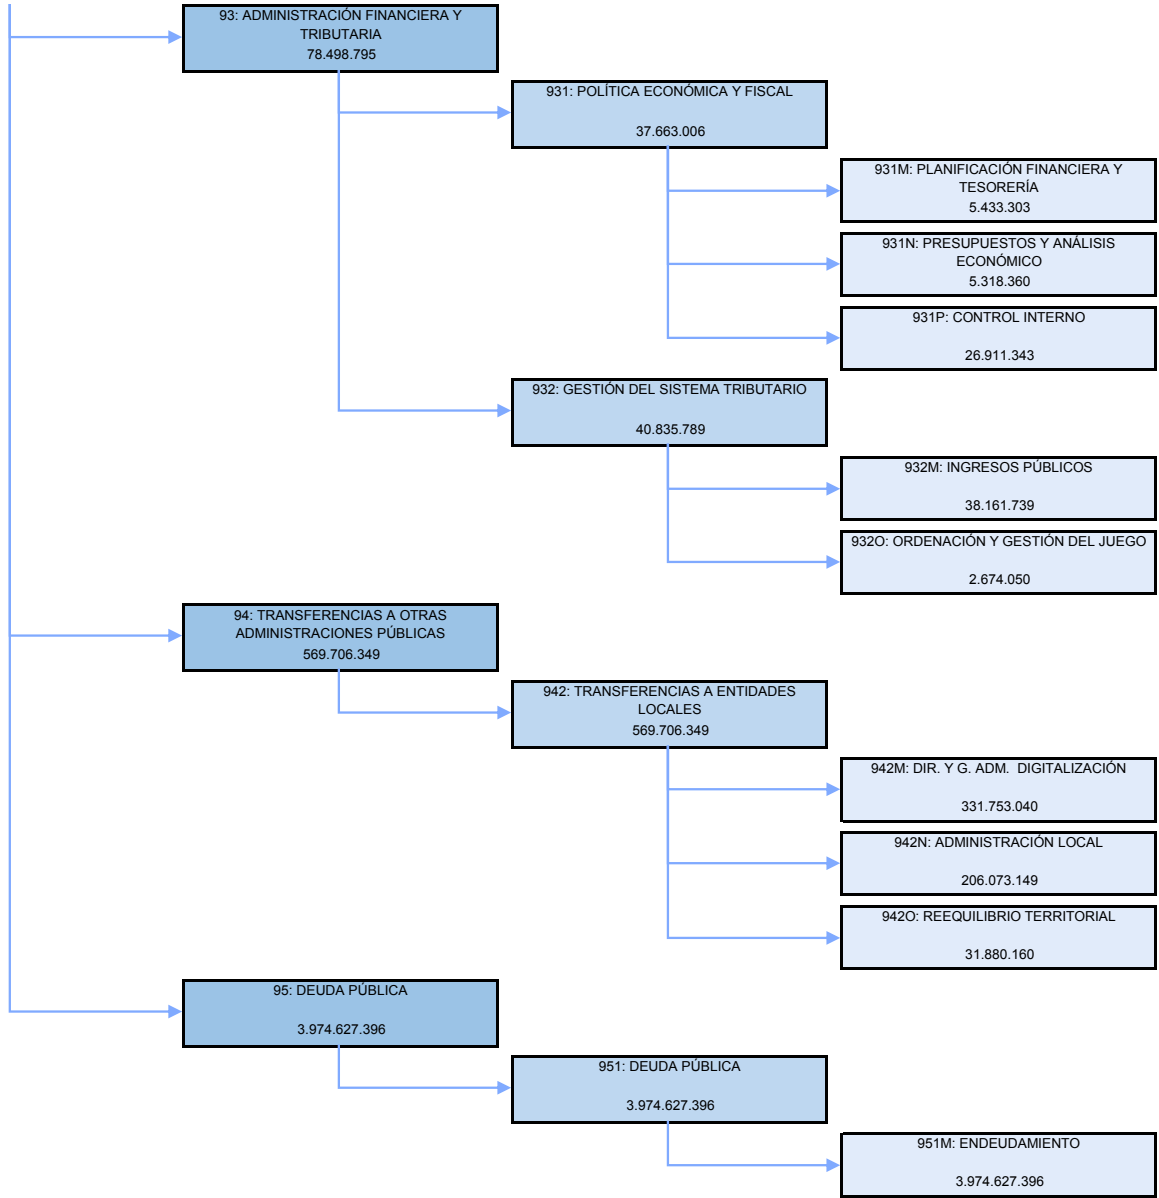 93: ADMINISTRACIÓN FINANCIERA Y
TRIBUTARIA
78.498.795
931: POLÍTICA ECONÓMICA Y FISCAL
37.663.006
931M: PLANIFICACIÓN FINANCIERA Y
TESORERÍA
5.433.303
931N: PRESUPUESTOS Y ANÁLISIS
ECONÓMICO
5.318.360
931P: CONTROL INTERNO
26.911.343
932: GESTIÓN DEL SISTEMA TRIBUTARIO
40.835.789
932M: INGRESOS PÚBLICOS
38.161.739
932O: ORDENACIÓN Y GESTIÓN DEL JUEGO
2.674.050
94: TRANSFERENCIAS A OTRAS
ADMINISTRACIONES PÚBLICAS
569.706.349
942: TRANSFERENCIAS A ENTIDADES
LOCALES
569.706.349
942M: DIR. Y G. ADM.  DIGITALIZACIÓN
331.753.040
942N: ADMINISTRACIÓN LOCAL
206.073.149
942O: REEQUILIBRIO TERRITORIAL
31.880.160
95: DEUDA PÚBLICA
3.974.627.396
951: DEUDA PÚBLICA
3.974.627.396
951M: ENDEUDAMIENTO
3.974.627.396